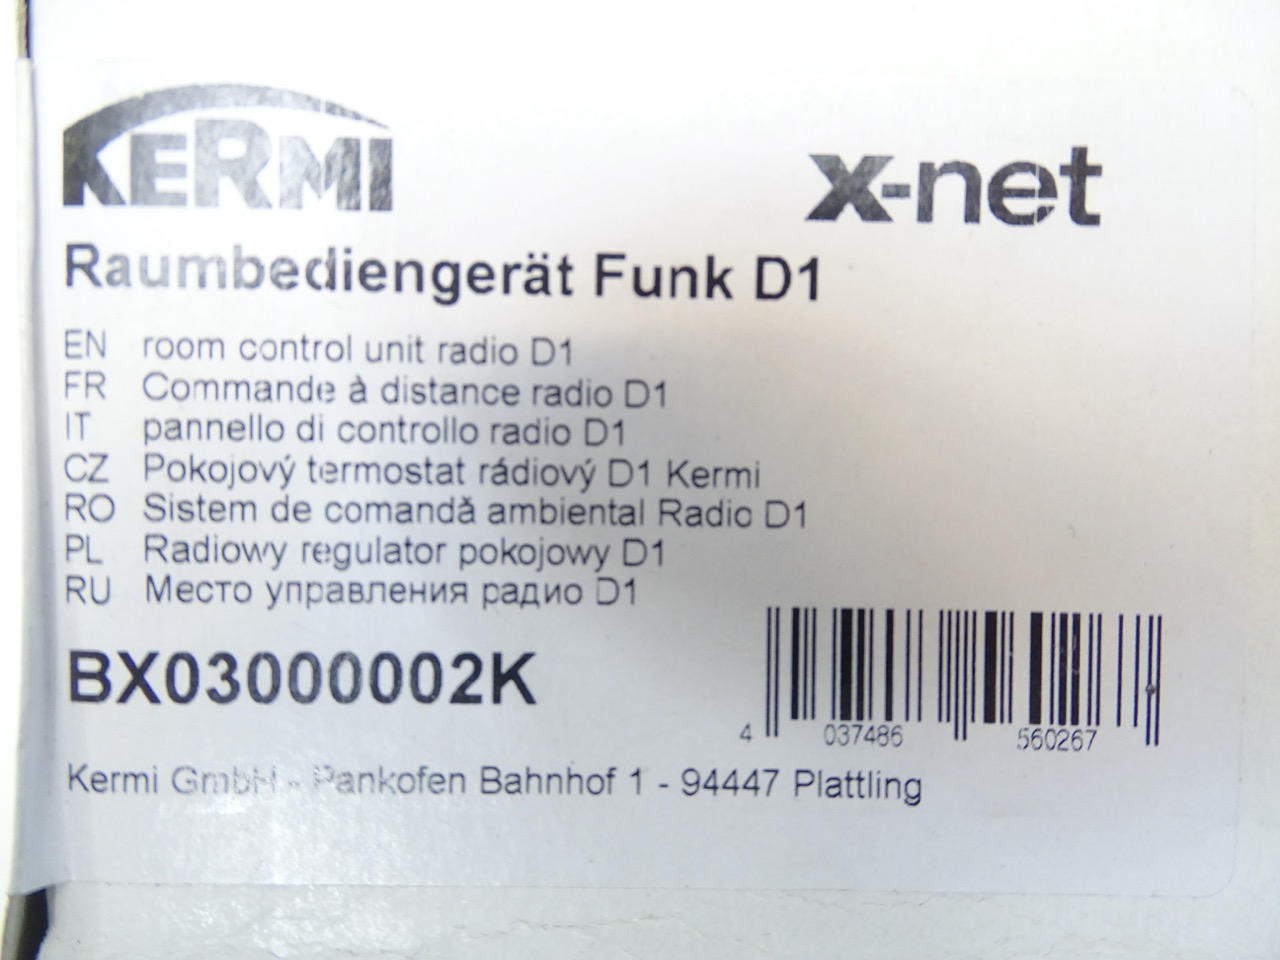 KERMI
x-net
Raumbediengerät Funk D1
EN room control unit radio D1
FR Commande à distance radio D1
IT pannello di controllo radio D1
CZ Pokojový termostat rádiový D1 Kermi
RO Sistem de comandă ambiental Radio D1
PL Radiowy regulator pokojowy D1
RU Место управления радио D1
BX03000002K
4 037486 560267
Kermi GmbH - Pankofen Bahnhof 1 - 94447 Plattling